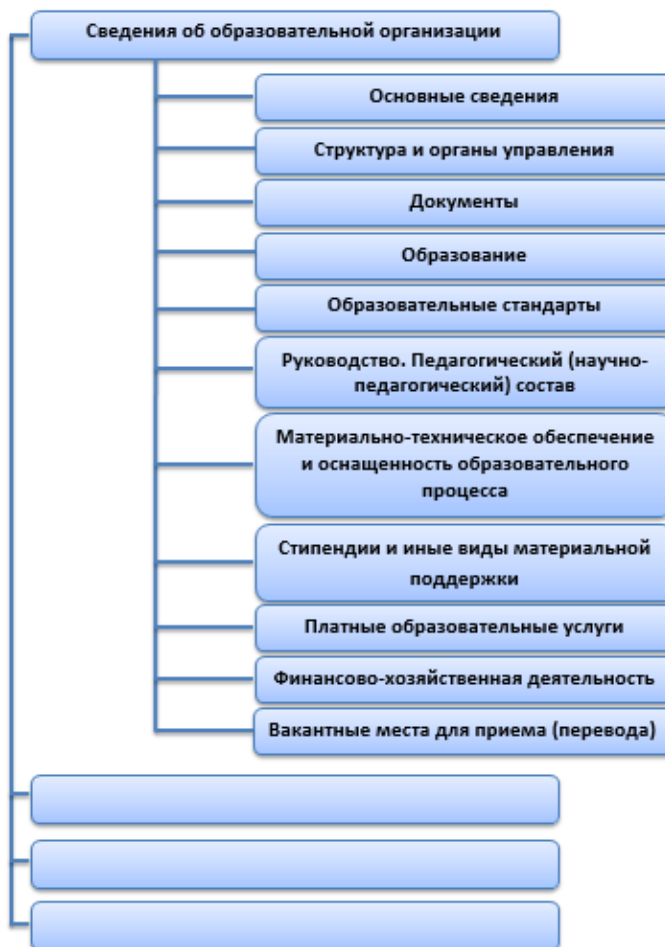 Сведения об образовательной организации
Основные сведения
Структура и органы управления
Документы
Образование
Образовательные стандарты
Руководство. Педагогический (научно-
педагогический) состав
Материально-техническое обеспечение
и оснащенность образовательного
процесса
Стипендии и иные виды материальной
поддержки
Платные образовательные услуги
Финансово-хозяйственная деятельность
Вакантные места для приема (перевода)